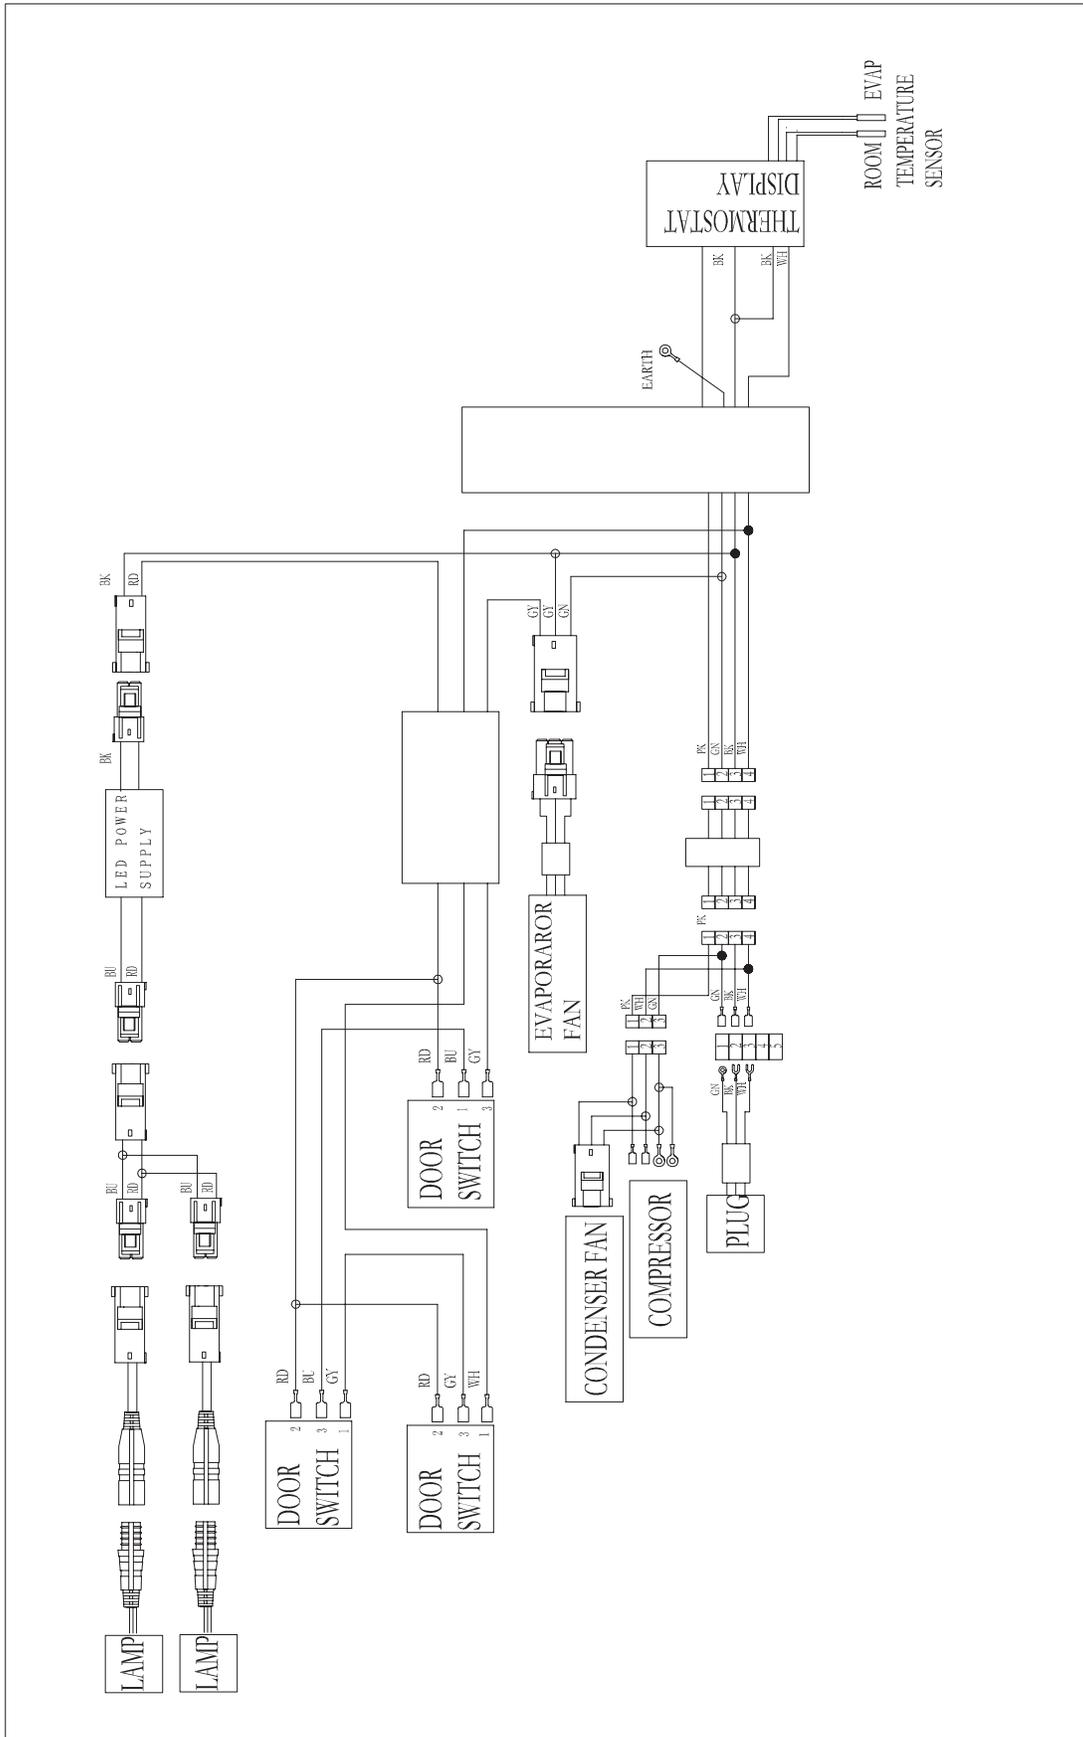 ROOM EVAP
TEMPERATURE
SENSOR
THERMOSTAT
DISPLAY
BK
BK
WH
EARTH
BK
RD
GY
GY
GN
BK
LED POWER
SUPPLY
PK
GN
BK
WH
1
2
3
4
1
2
3
4
1
2
3
4
PK
1
2
3
4
BU
RD
EVAPORAROR
FAN
PK
WH
GN
1
2
3
1
2
3
GN
BK
WH
1
2
3
4
5
GN
BK
WH
PLUG
RD
BU
GY
2
1
3
DOOR
SWITCH
BU
RD
BU
RD
CONDENSER FAN
COMPRESSOR
RD
BU
GY
2
3
1
DOOR
SWITCH
RD
GY
WH
2
3
1
DOOR
SWITCH
LAMP
LAMP